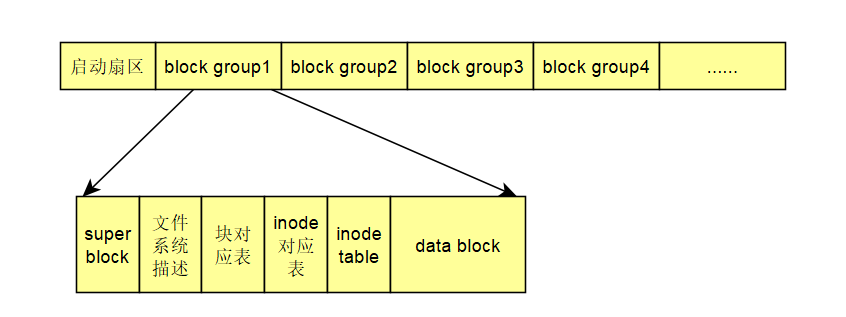 启动扇区
block group1
block group2
block group3
block group4
......
super
block
文件
系统
描述
块对
应表
inode
对应
表
inode
table
data block